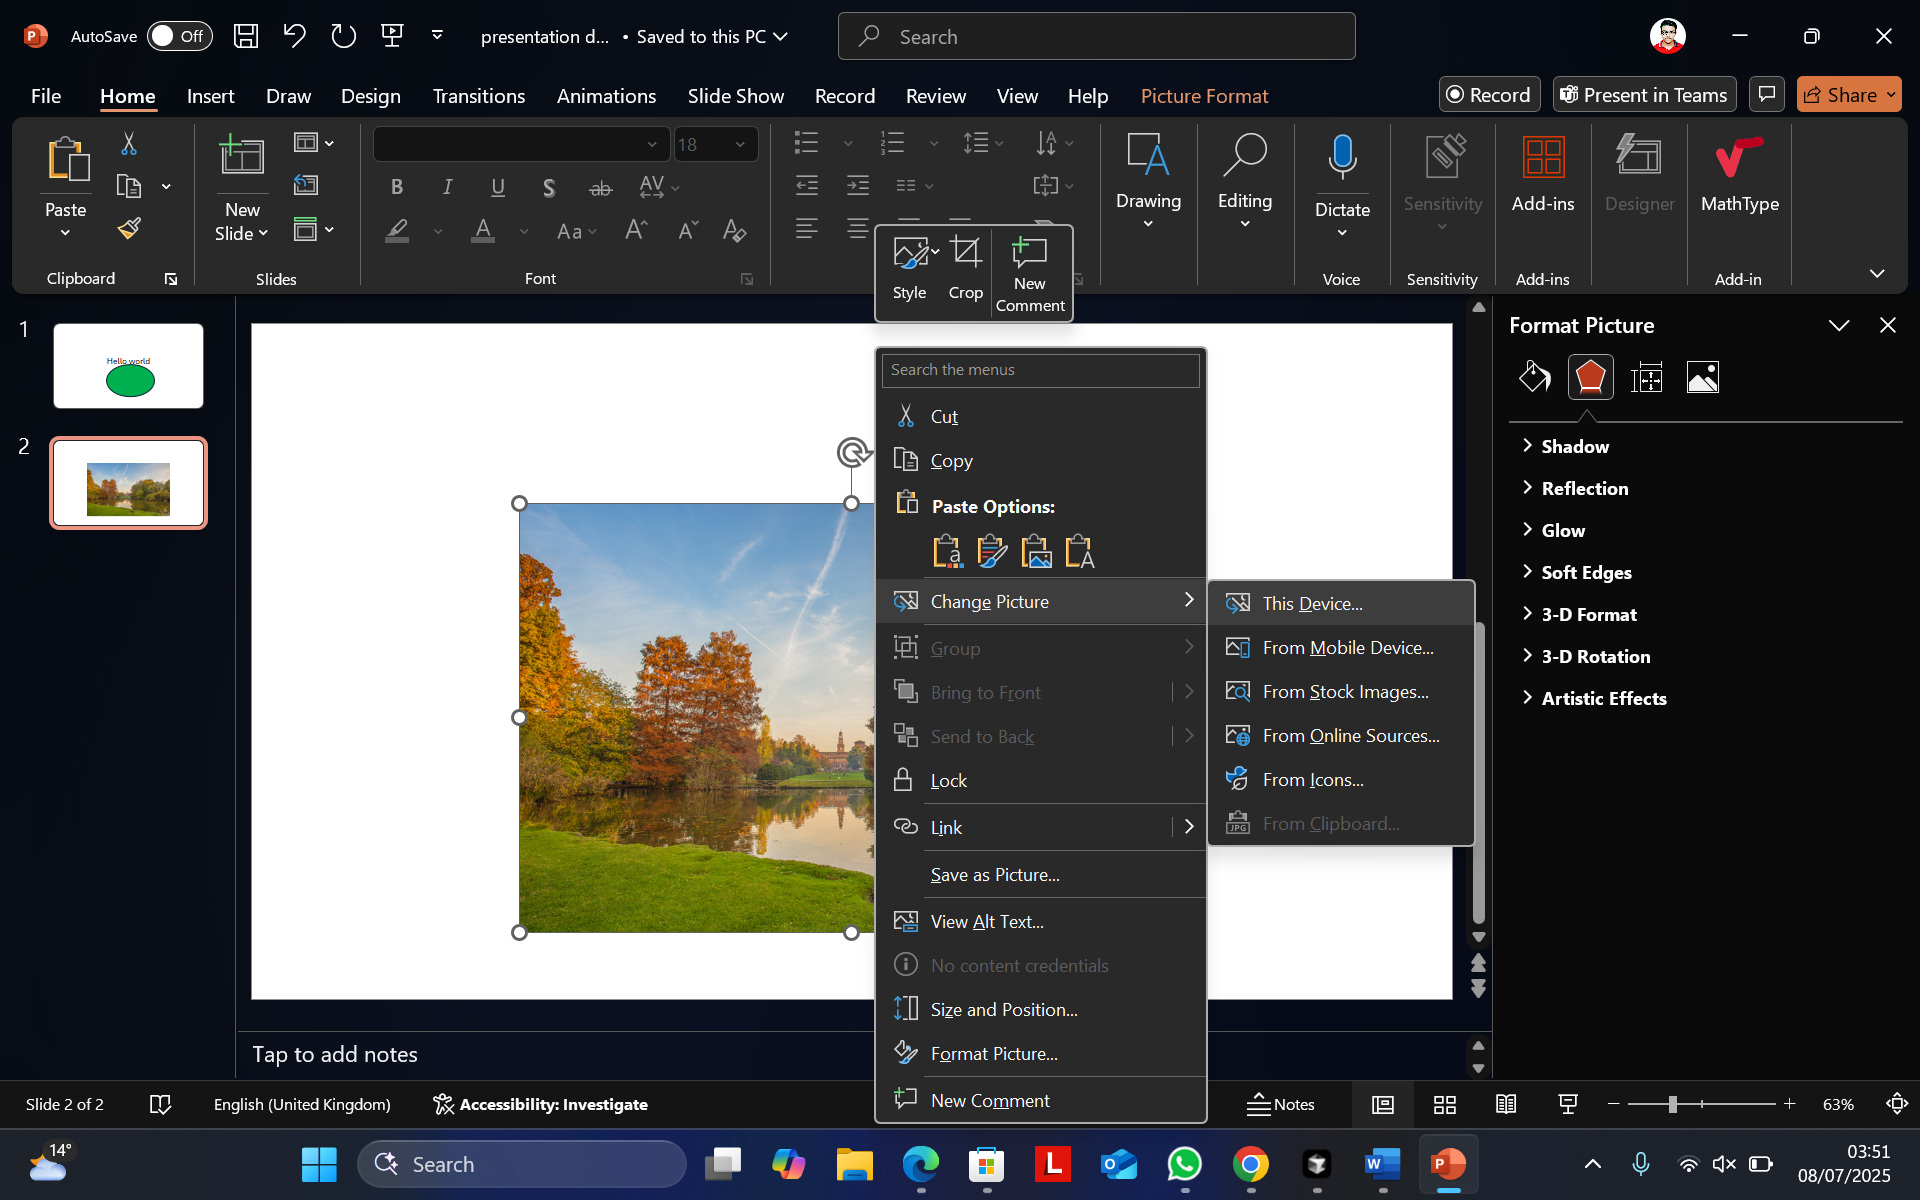 AutoSave Off presentation d... • Saved to this PC Search
File Home Insert Draw Design Transitions Animations Slide Show Record Review View Help Picture Format Record Present in Teams Share
18
Paste New Slide Drawing Editing Dictate Sensitivity Add-ins Designer MathType
Clipboard Slides Font Voice Sensitivity Add-ins Add-in
Style Crop New Comment
1
Hello world
2
Search the menus
Cut
Copy
Paste Options:
Change Picture
Group
Bring to Front
Send to Back
Lock
Link
Save as Picture...
View Alt Text...
No content credentials
Size and Position...
Format Picture...
New Comment
This Device...
From Mobile Device...
From Stock Images...
From Online Sources...
From Icons...
JPG From Clipboard...
Format Picture
Shadow
Reflection
Glow
Soft Edges
3-D Format
3-D Rotation
Artistic Effects
Tap to add notes
Slide 2 of 2 English (United Kingdom) Accessibility: Investigate Notes 63%
14° Search 03:51
08/07/2025